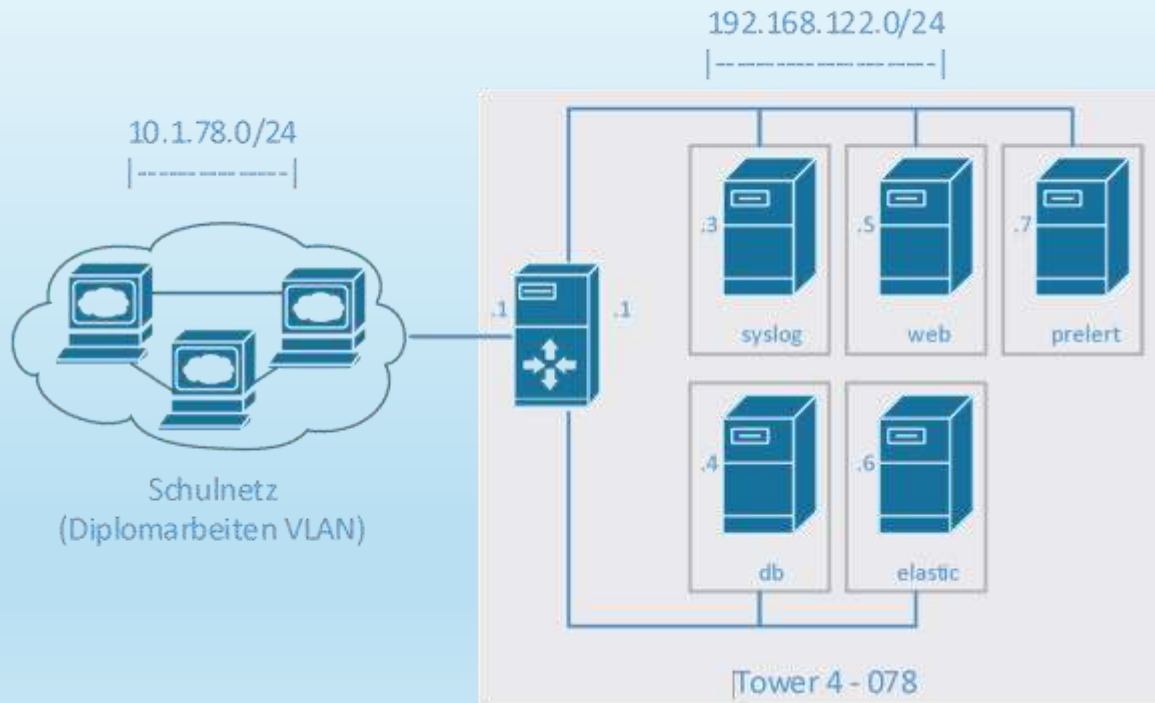 192.168.122.0/24
|----------------|
10.1.78.0/24
|------------|
.1
.1
.3
syslog
.5
web
.7
prelert
.4
db
.6
elastic
Schulnetz
(Diplomarbeiten VLAN)
Tower 4 - 078